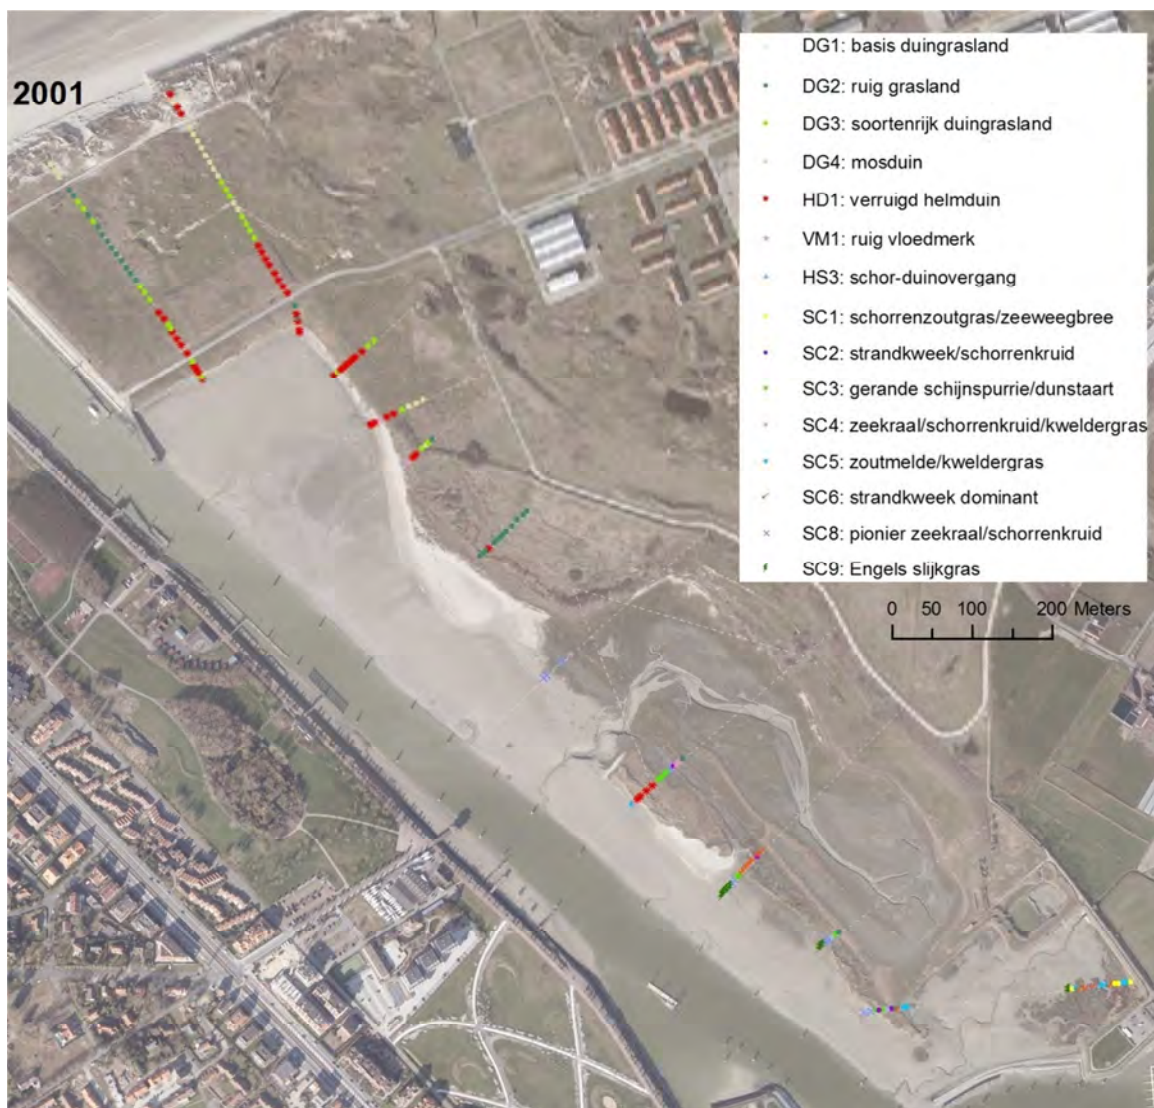 2001
DG1: basis duingrasland
DG2: ruig grasland
DG3: soortenrijk duingrasland
DG4: mosduin
HD1: verruigd helmduin
VM1: ruig vloedmerk
HS3: schor-duinovergang
SC1: schorrenzoutgras/zeeweegbree
SC2: strandkweek/schorrenkruid
SC3: gerande schijnspurrie/dunstaart
SC4: zeekraal/schorrenkruid/kweldergras
SC5: zoutmelde/kweldergras
SC6: strandkweek dominant
SC8: pionier zeekraal/schorrenkruid
SC9: Engels slijkgras
0 50 100 200 Meters